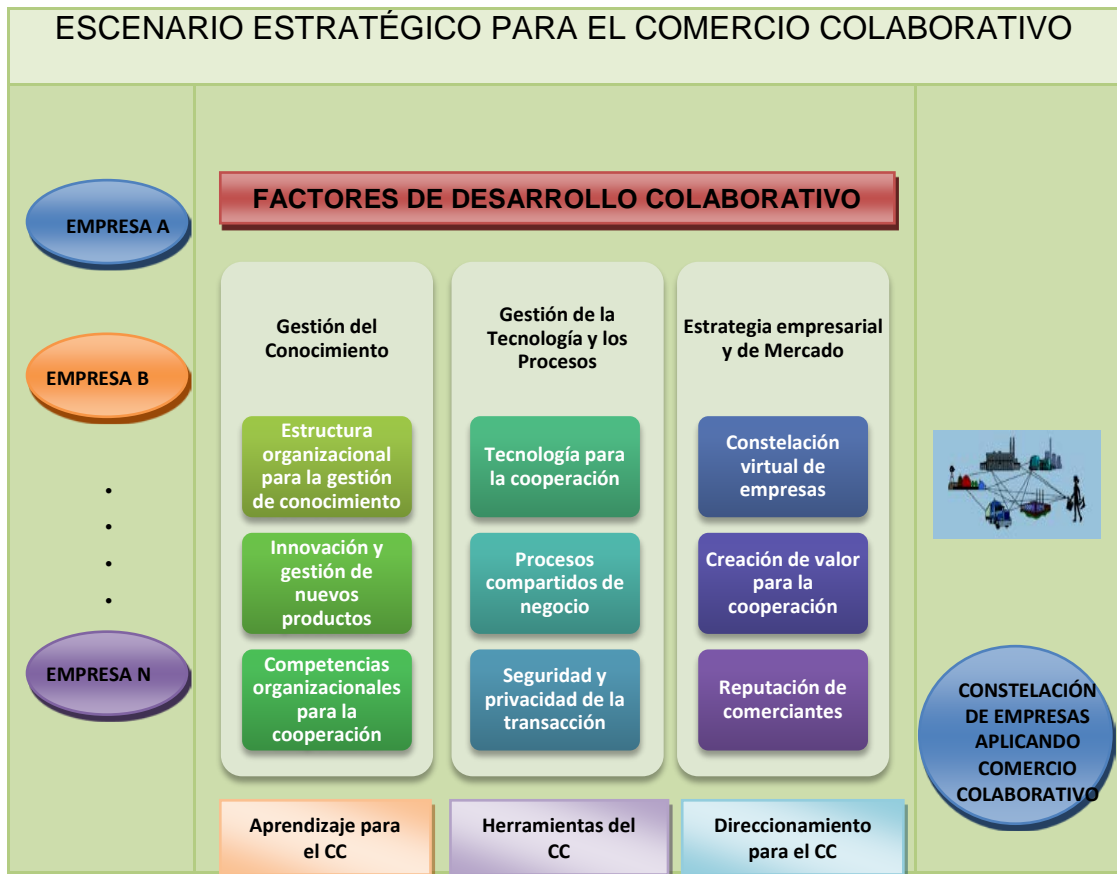 ESCENARIO ESTRATÉGICO PARA EL COMERCIO COLABORATIVO
EMPRESA A
EMPRESA B
.
.
.
.
EMPRESA N
FACTORES DE DESARROLLO COLABORATIVO
Gestión del
Conocimiento
Estructura
organizacional
para la gestión
de conocimiento
Innovación y
gestión de
nuevos
productos
Competencias
organizacionales
para la
cooperación
Aprendizaje para
el CC
Gestión de la
Tecnología y los
Procesos
Tecnología para
la cooperación
Procesos
compartidos de
negocio
Seguridad y
privacidad de la
transacción
Herramientas del
CC
Estrategia empresarial
y de Mercado
Constelación
virtual de
empresas
Creación de valor
para la
cooperación
Reputación de
comerciantes
Direccionamiento
para el CC
CONSTELACIÓN
DE EMPRESAS
APLICANDO
COMERCIO
COLABORATIVO